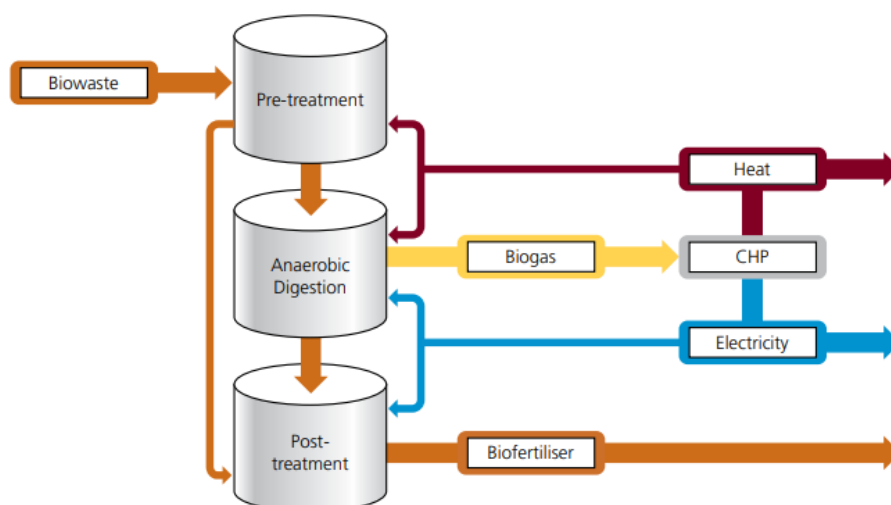 Biowaste
Pre-treatment
Heat
Anaerobic
Digestion
Biogas
CHP
Electricity
Post-
treatment
Biofertiliser